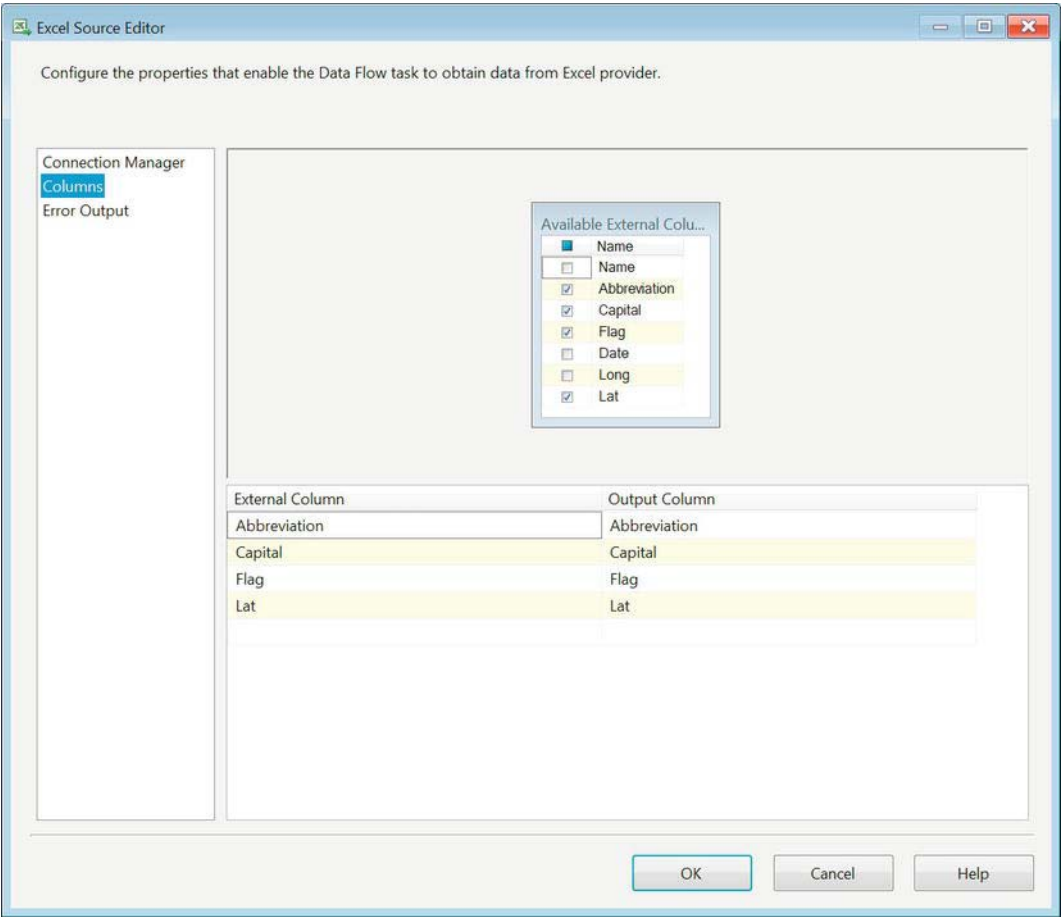 Excel Source Editor
Configure the properties that enable the Data Flow task to obtain data from Excel provider.
Connection Manager
Columns
Error Output
Available External Colu...
Name
Name
Abbreviation
Capital
Flag
Date
Long
Lat
External Column Output Column
Abbreviation Abbreviation
Capital Capital
Flag Flag
Lat Lat
OK Cancel Help